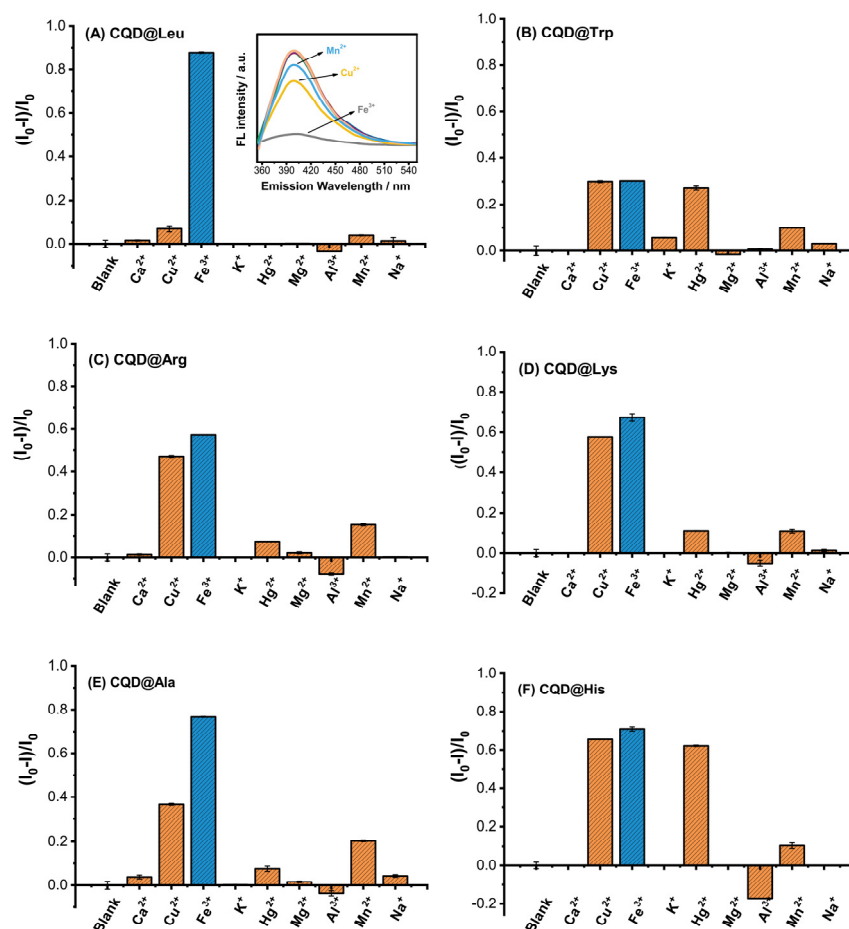 (A) CQD@Leu
(I₀-I)/I₀
1.0
0.8
0.6
0.4
0.2
0.0
Blank
Ca²⁺
Cu²⁺
Fe³⁺
K⁺
Hg²⁺
Mg²⁺
Al³⁺
Mn²⁺
Na⁺
FL intensity / a.u.
Mn²⁺
Cu²⁺
Fe³⁺
360 390 420 450 480 510 540
Emission Wavelength / nm
(B) CQD@Trp
(I₀-I)/I₀
1.0
0.8
0.6
0.4
0.2
0.0
Blank
Ca²⁺
Cu²⁺
Fe³⁺
K⁺
Hg²⁺
Mg²⁺
Al³⁺
Mn²⁺
Na⁺
(C) CQD@Arg
(I₀-I)/I₀
1.0
0.8
0.6
0.4
0.2
0.0
Blank
Ca²⁺
Cu²⁺
Fe³⁺
K⁺
Hg²⁺
Mg²⁺
Al³⁺
Mn²⁺
Na⁺
(D) CQD@Lys
((I₀-I)/I₀
1.0
0.8
0.6
0.4
0.2
0.0
-0.2
Blank
Ca²⁺
Cu²⁺
Fe³⁺
K⁺
Hg²⁺
Mg²⁺
Al³⁺
Mn²⁺
Na⁺
(E) CQD@Ala
(I₀-I)/I₀
1.0
0.8
0.6
0.4
0.2
0.0
Blank
Ca²⁺
Cu²⁺
Fe³⁺
K⁺
Hg²⁺
Mg²⁺
Al³⁺
Mn²⁺
Na⁺
(F) CQD@His
(I₀-I)/I₀
1.0
0.8
0.6
0.4
0.2
0.0
-0.2
Blank
Ca²⁺
Cu²⁺
Fe³⁺
K⁺
Hg²⁺
Mg²⁺
Al³⁺
Mn²⁺
Na⁺